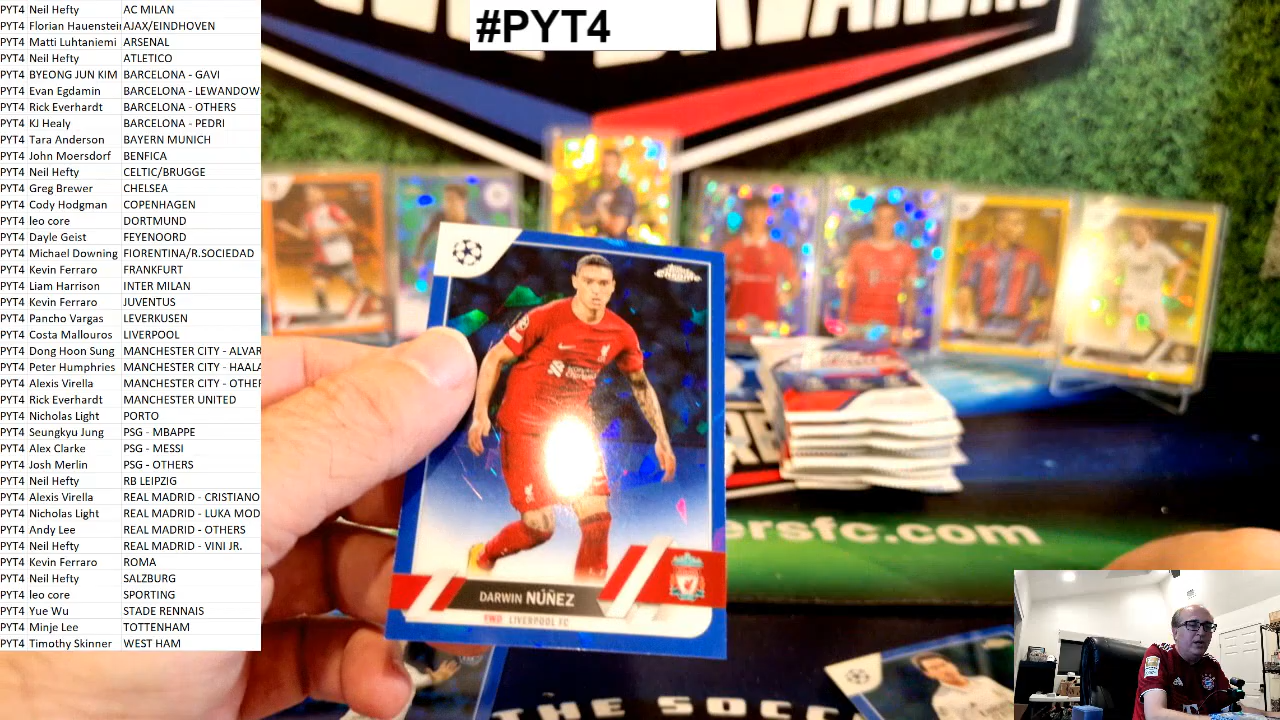 #PYT4
PYT4 Neil Hefty AC MILAN
PYT4 Florian Hauenstein AJAX/EINDHOVEN
PYT4 Matti Luhtaniemi ARSENAL
PYT4 Neil Hefty ATLETICO
PYT4 BYEONG JUN KIM BARCELONA - GAVI
PYT4 Evan Egdamin BARCELONA - LEWANDOW
PYT4 Rick Everhardt BARCELONA - OTHERS
PYT4 KJ Healy BARCELONA - PEDRI
PYT4 Tara Anderson BAYERN MUNICH
PYT4 John Moersdorf BENFICA
PYT4 Neil Hefty CELTIC/BRUGGE
PYT4 Greg Brewer CHELSEA
PYT4 Cody Hodgman COPENHAGEN
PYT4 leo core DORTMUND
PYT4 Dayle Geist FEYENOORD
PYT4 Michael Downing FIORENTINA/R.SOCIEDAD
PYT4 Kevin Ferraro FRANKFURT
PYT4 Liam Harrison INTER MILAN
PYT4 Kevin Ferraro JUVENTUS
PYT4 Pancho Vargas LEVERKUSEN
PYT4 Costa Mallouros LIVERPOOL
PYT4 Dong Hoon Sung MANCHESTER CITY - ALVAR
PYT4 Peter Humphries MANCHESTER CITY - HAALA
PYT4 Alexis Virella MANCHESTER CITY - OTHER
PYT4 Rick Everhardt MANCHESTER UNITED
PYT4 Nicholas Light PORTO
PYT4 Seungkyu Jung PSG - MBAPPE
PYT4 Alex Clarke PSG - MESSI
PYT4 Josh Merlin PSG - OTHERS
PYT4 Neil Hefty RB LEIPZIG
PYT4 Alexis Virella REAL MADRID - CRISTIANO
PYT4 Nicholas Light REAL MADRID - LUKA MOD
PYT4 Andy Lee REAL MADRID - OTHERS
PYT4 Neil Hefty REAL MADRID - VINI JR.
PYT4 Kevin Ferraro ROMA
PYT4 Neil Hefty SALZBURG
PYT4 leo core SPORTING
PYT4 Yue Wu STADE RENNAIS
PYT4 Minje Lee TOTTENHAM
PYT4 Timothy Skinner WEST HAM
DARWIN NÚÑEZ
FWD LIVERPOOL FC
ersfc.com
THE SOCC